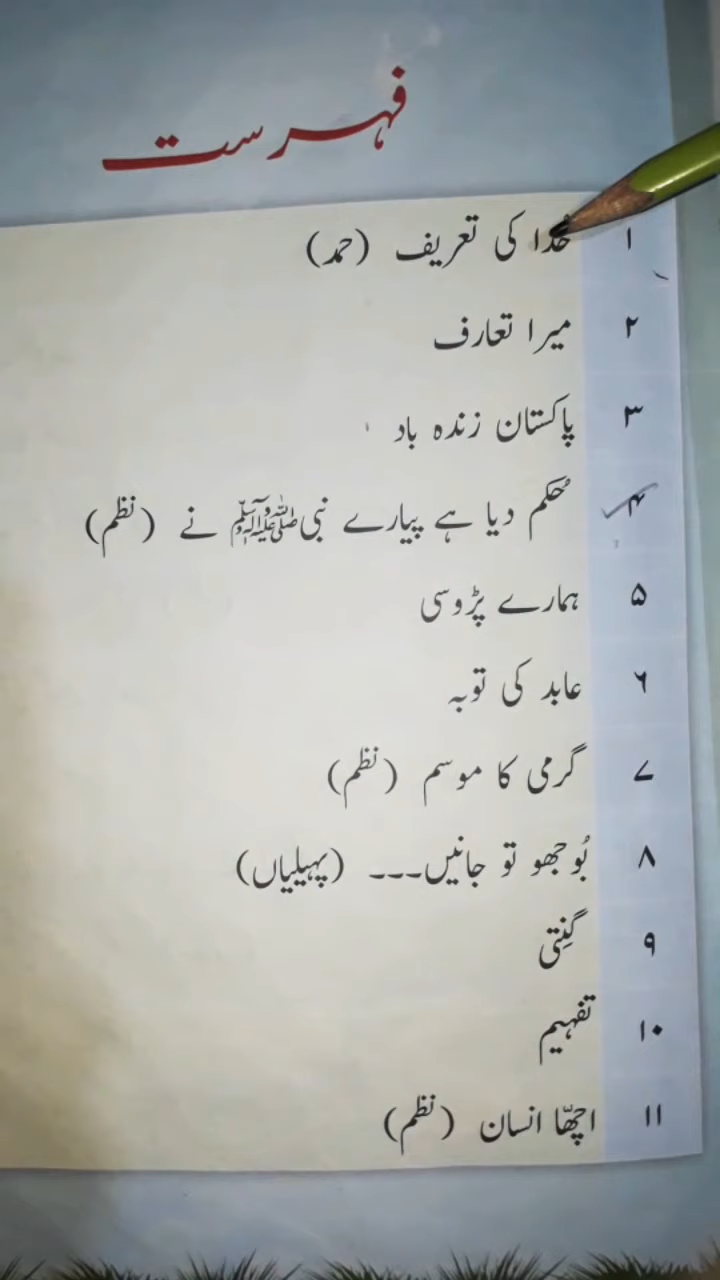 فہرست
۱ خُدا کی تعریف (حمد)
۲ میرا تعارف
۳ پاکستان زندہ باد
۴ حُکم دیا ہے پیارے نبی ﷺ نے (نظم)
۵ ہمارے پڑوسی
۶ عابد کی توبہ
۷ گرمی کا موسم (نظم)
۸ بُوجھو تو جانیں--- (پہیلیاں)
۹ گِنتی
۱۰ تفہیم
۱۱ اچھّا انسان (نظم)